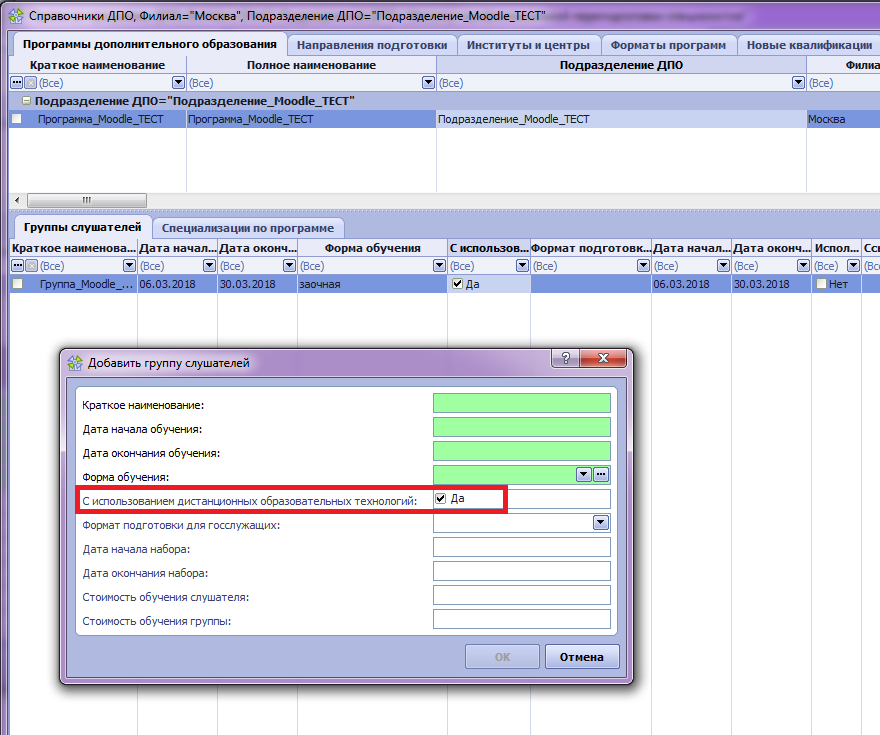 Справочники ДПО, Филиал="Москва", Подразделение ДПО="Подразделение_Moodle_ТЕСТ"
Программы дополнительного образования Направления подготовки Институты и центры Форматы программ Новые квалификации
Краткое наименование Полное наименование Подразделение ДПО Филиа
(Все) (Все) (Все) (Все)
Подразделение ДПО="Подразделение_Moodle_ТЕСТ"
Программа_Moodle_ТЕСТ Программа_Moodle_ТЕСТ Подразделение_Moodle_ТЕСТ Москва
Группы слушателей Специализации по программе
Краткое наименова... Дата начал... Дата оконч... Форма обучения С использов... Формат подготовк... Дата начал... Дата оконч... Испол... Ссы
(Все) (Все) (Все) (Все) (Все) (Все) (Все) (Все) (Все) (Все
Группа_Moodle_... 06.03.2018 30.03.2018 заочная Да 06.03.2018 30.03.2018 Нет
Добавить группу слушателей
Краткое наименование:
Дата начала обучения:
Дата окончания обучения:
Форма обучения:
С использованием дистанционных образовательных технологий: Да
Формат подготовки для госслужащих:
Дата начала набора:
Дата окончания набора:
Стоимость обучения слушателя:
Стоимость обучения группы:
ОК Отмена